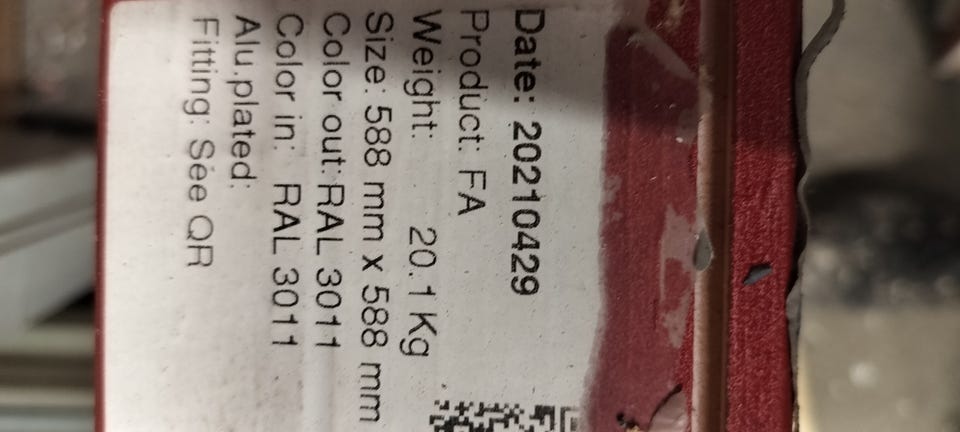 Date: 20210429
Product: FA
Weight: 20.1 Kg
Size: 588 mm x 588 mm
Color out: RAL 3011
Color in: RAL 3011
Alu.plated:
Fitting: See QR